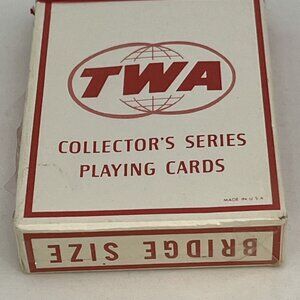 TWA
COLLECTOR'S SERIES
PLAYING CARDS
MADE IN U.S.A.
BRIDGE SIZE